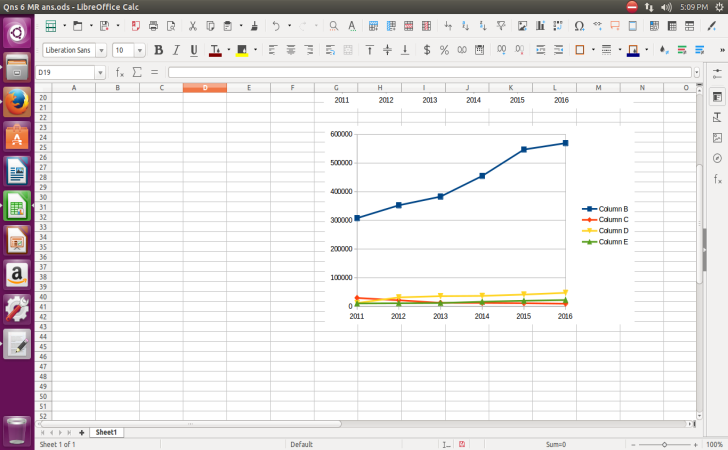 Qns 6 MR ans.ods - LibreOffice Calc
5:09 PM
Liberation Sans
10
D19
A B C D E F G H I J K L M N O
20
21
22
23
24
25
26
27
28
29
30
31
32
33
34
35
36
37
38
39
40
41
42
43
44
45
46
47
48
49
50
51
52
2011 2012 2013 2014 2015 2016
600000
500000
400000
300000
200000
100000
0
2011 2012 2013 2014 2015 2016
Column B
Column C
Column D
Column E
Sheet1
Sheet 1 of 1
Default
Sum=0
100%